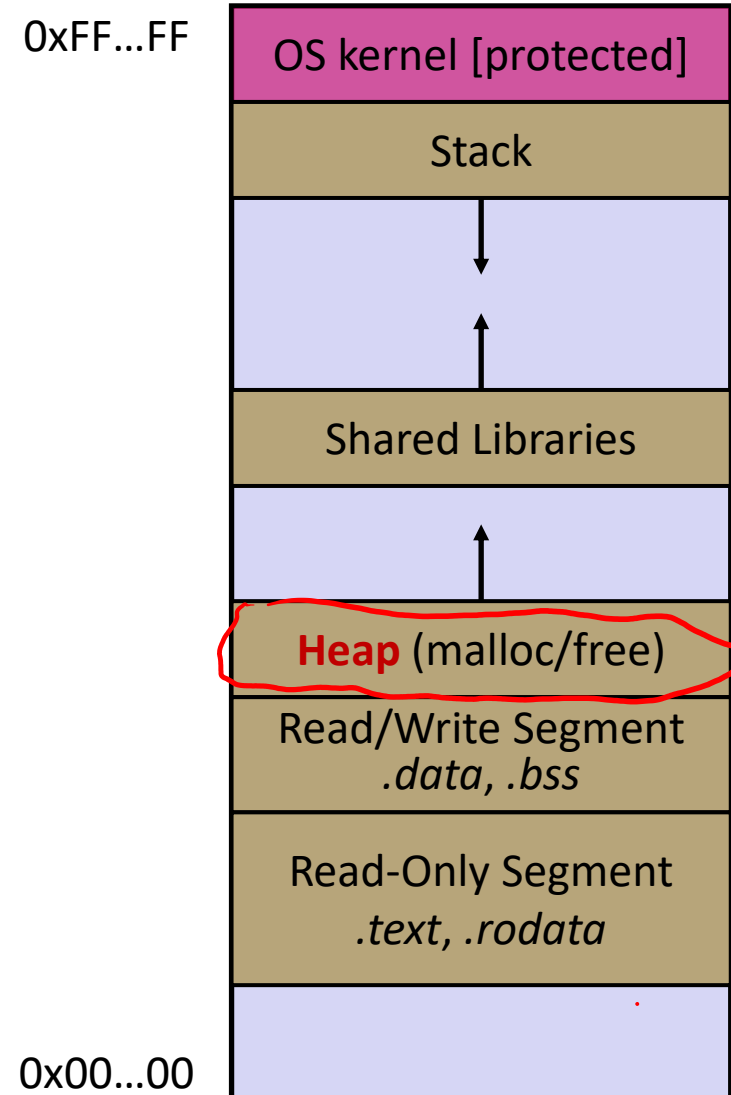 0xFF…FF
OS kernel [protected]
Stack
Shared Libraries
Heap (malloc/free)
Read/Write Segment
.data, .bss
Read-Only Segment
.text, .rodata
0x00…00